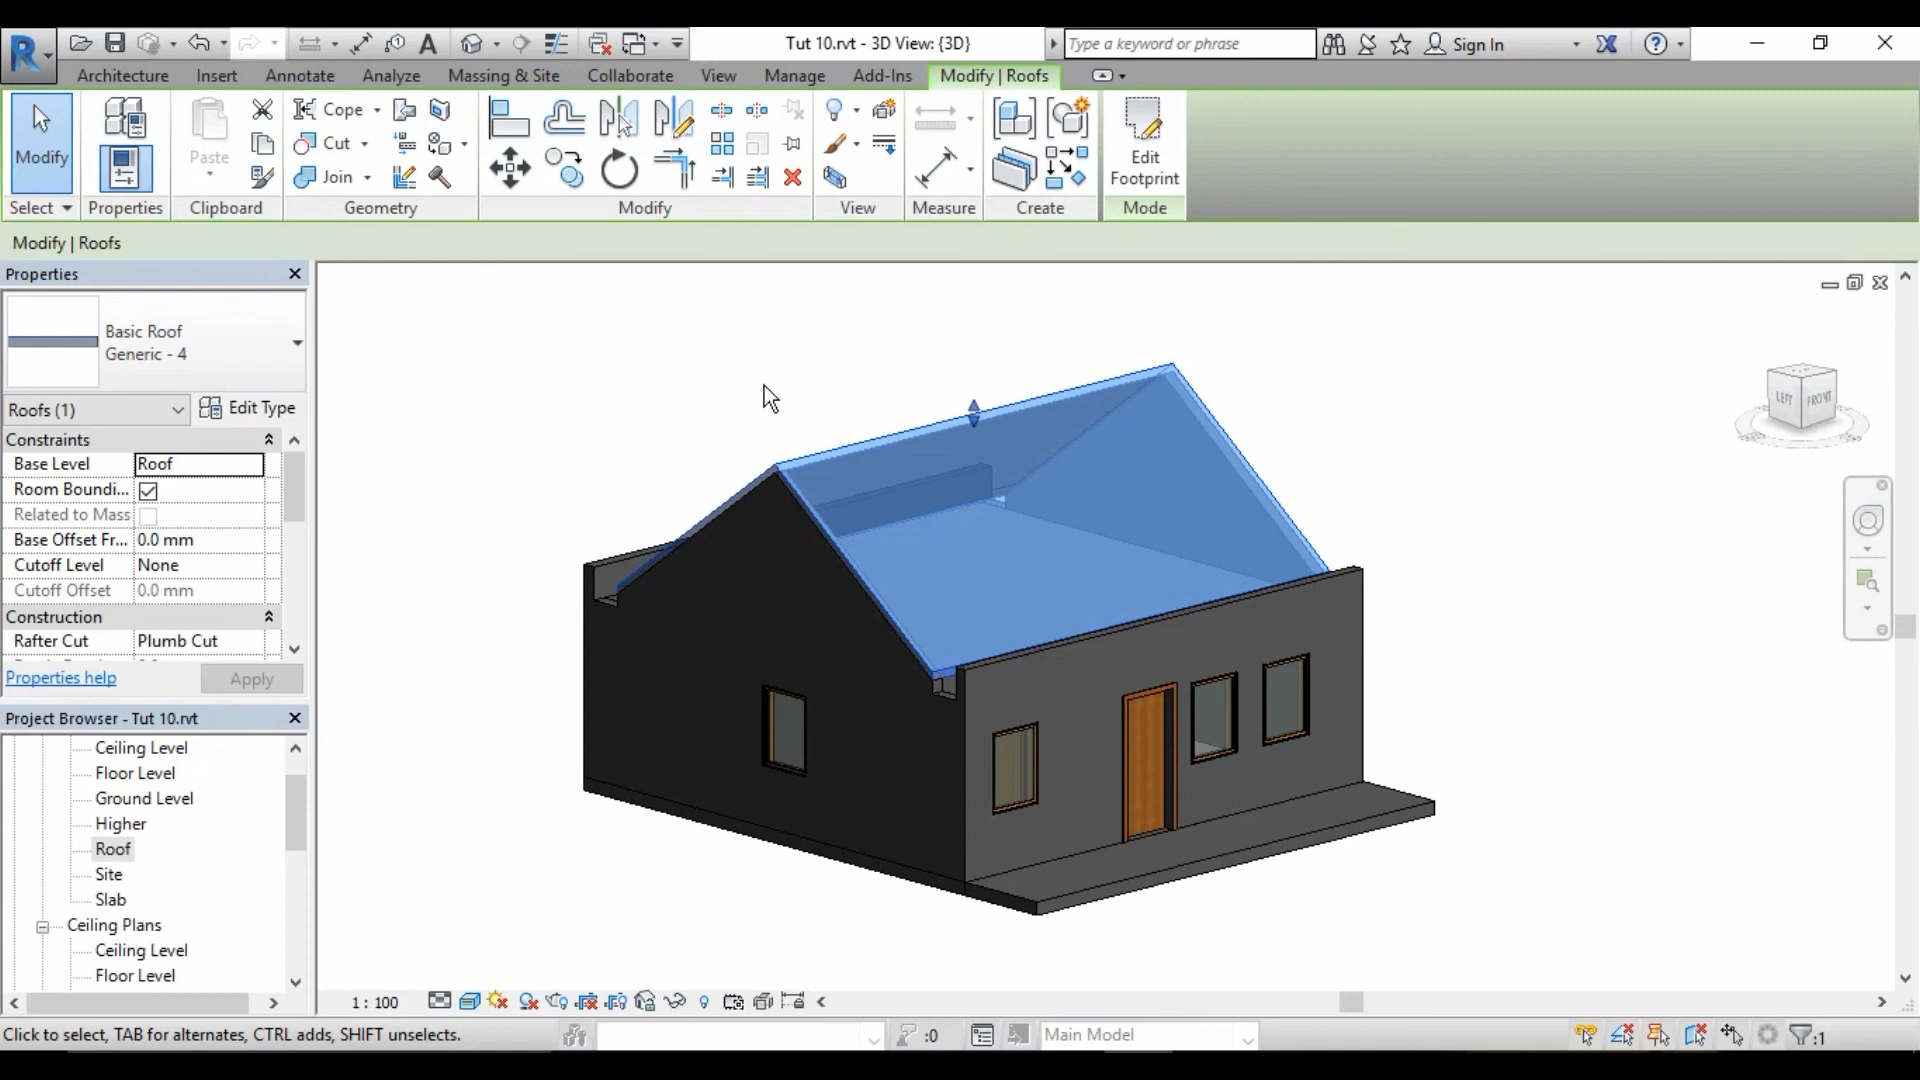 Tut 10.rvt - 3D View: {3D}
Type a keyword or phrase
Sign In
Architecture Insert Annotate Analyze Massing & Site Collaborate View Manage Add-Ins Modify | Roofs
Modify
Paste
Cope
Cut
Join
Edit
Footprint
Select Properties Clipboard Geometry Modify View Measure Create Mode
Modify | Roofs
Properties
Basic Roof
Generic - 4
Roofs (1) Edit Type
Constraints
Base Level Roof
Room Boundi...
Related to Mass
Base Offset Fr... 0.0 mm
Cutoff Level None
Cutoff Offset 0.0 mm
Construction
Rafter Cut Plumb Cut
Properties help Apply
Project Browser - Tut 10.rvt
Ceiling Level
Floor Level
Ground Level
Higher
Roof
Site
Slab
Ceiling Plans
Ceiling Level
Floor Level
LEFT FRONT
1 : 100
Click to select, TAB for alternates, CTRL adds, SHIFT unselects.
:0
Main Model
:1